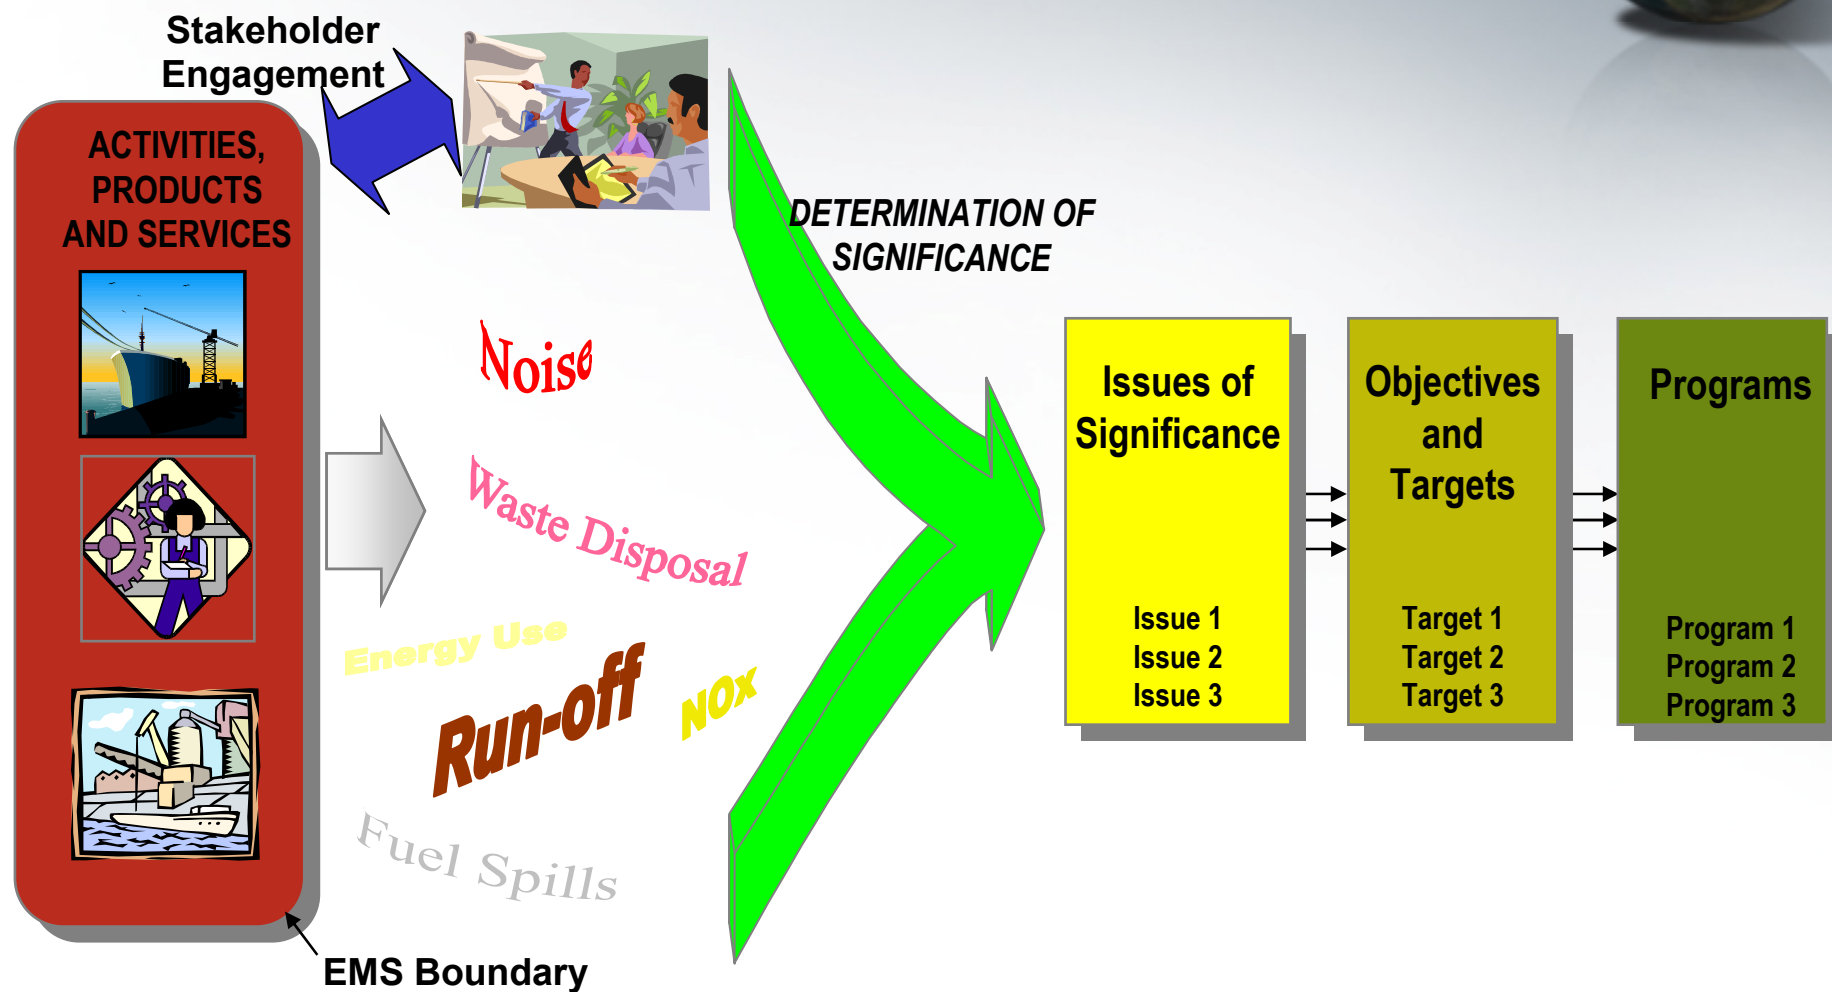 Stakeholder
Engagement
ACTIVITIES,
PRODUCTS
AND SERVICES
DETERMINATION OF
SIGNIFICANCE
Noise
Waste Disposal
Energy Use
Run-off
NOx
Fuel Spills
EMS Boundary
Issues of
Significance
Issue 1
Issue 2
Issue 3
Objectives
and
Targets
Target 1
Target 2
Target 3
Programs
Program 1
Program 2
Program 3